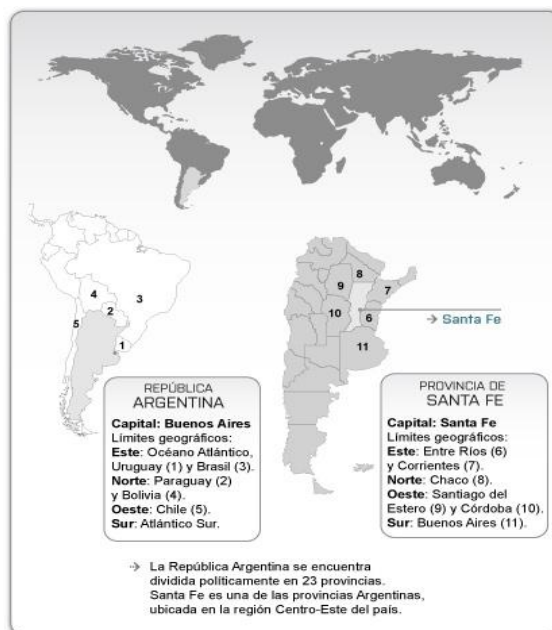 4
3
2
5
1
8
9
7
10
6
→ Santa Fe
11
REPÚBLICA
ARGENTINA
Capital: Buenos Aires
Límites geográficos:
Este: Océano Atlántico,
Uruguay (1) y Brasil (3).
Norte: Paraguay (2)
y Bolivia (4).
Oeste: Chile (5).
Sur: Atlántico Sur.
PROVINCIA DE
SANTA FE
Capital: Santa Fe
Límites geográficos:
Este: Entre Ríos (6)
y Corrientes (7).
Norte: Chaco (8).
Oeste: Santiago del
Estero (9) y Córdoba (10).
Sur: Buenos Aires (11).
→ La República Argentina se encuentra
dividida políticamente en 23 provincias.
Santa Fe es una de las provincias Argentinas,
ubicada en la región Centro-Este del país.